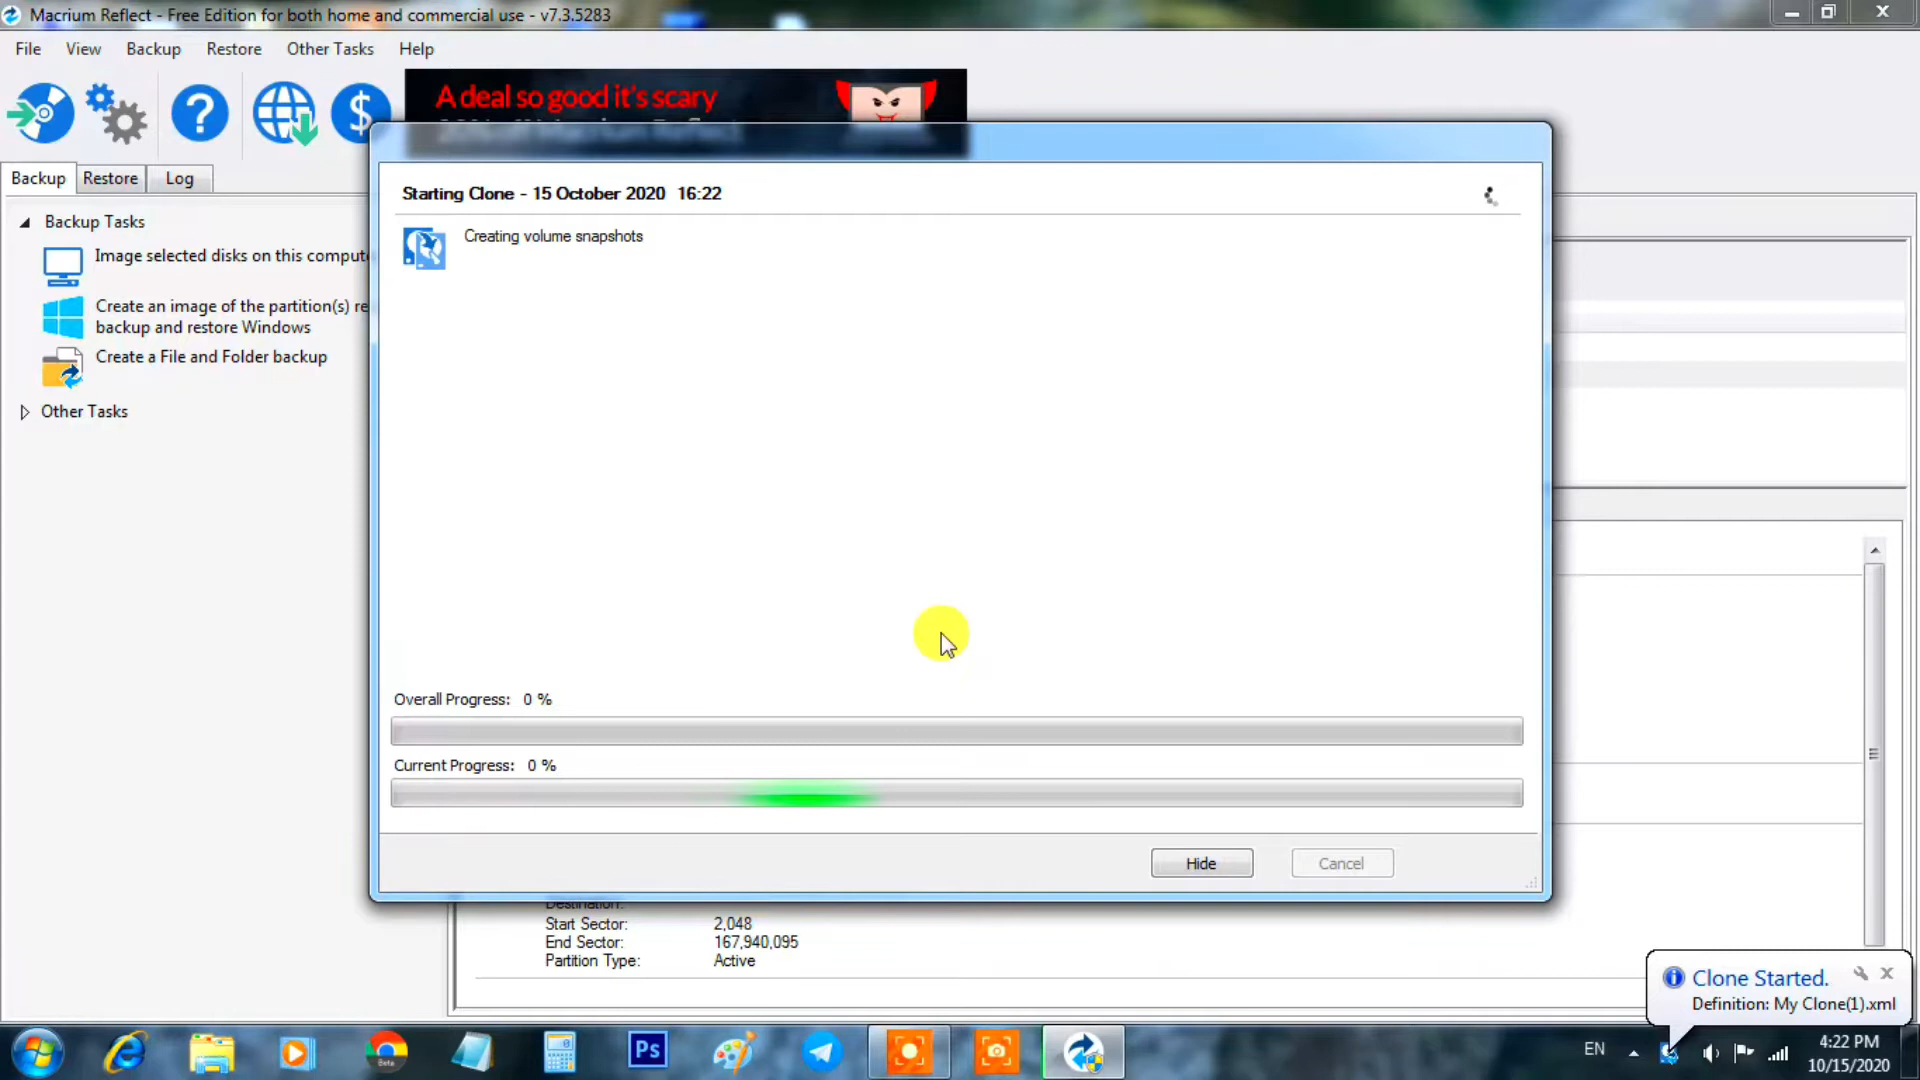 Macrium Reflect - Free Edition for both home and commercial use - v7.3.5283
File View Backup Restore Other Tasks Help
A deal so good it's scary
Backup Restore Log
Starting Clone - 15 October 2020 16:22
Creating volume snapshots
Backup Tasks
Image selected disks on this compute
Create an image of the partition(s) re
backup and restore Windows
Create a File and Folder backup
Other Tasks
Overall Progress: 0 %
Current Progress: 0 %
Hide Cancel
Destination:
Start Sector: 2,048
End Sector: 167,940,095
Partition Type: Active
Clone Started.
Definition: My Clone(1).xml
Beta
Ps
EN
4:22 PM
10/15/2020